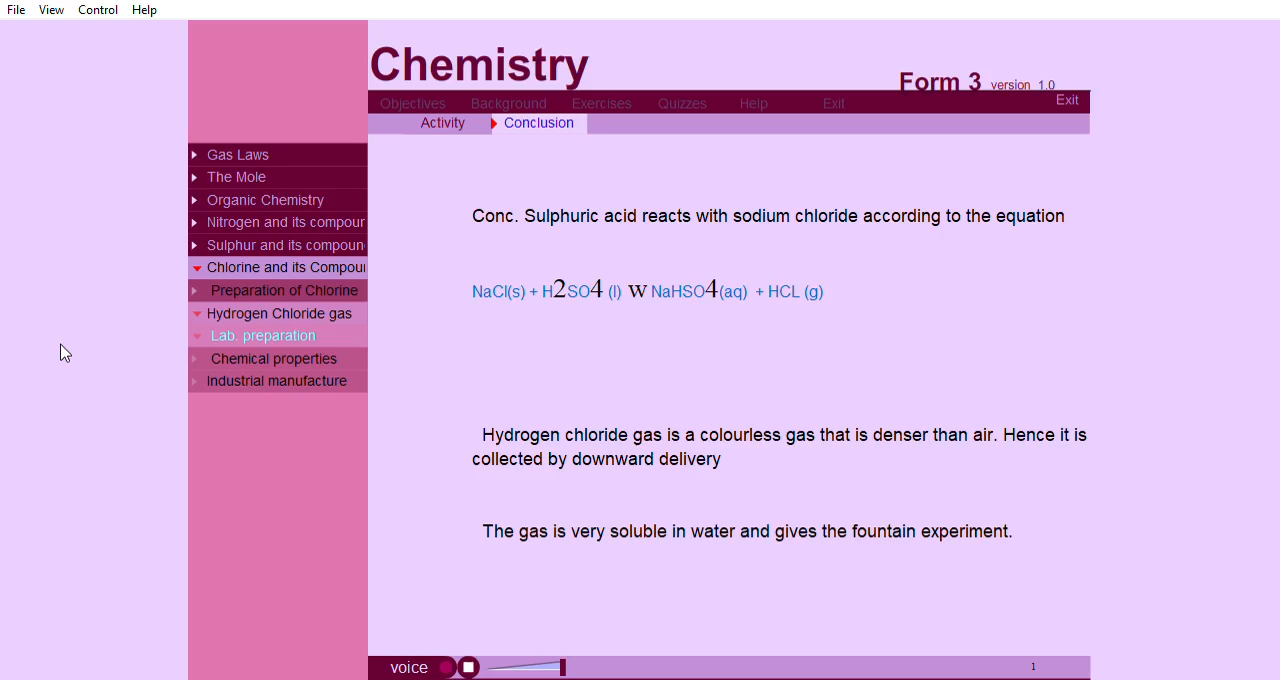 File View Control Help
Chemistry
Form 3 version 1.0
Objectives Background Exercises Quizzes Help Exit
Exit
Activity Conclusion
Gas Laws
The Mole
Organic Chemistry
Nitrogen and its compour
Sulphur and its compoun
Chlorine and its Compou
Preparation of Chlorine
Hydrogen Chloride gas
Lab. preparation
Chemical properties
Industrial manufacture
Conc. Sulphuric acid reacts with sodium chloride according to the equation
NaCl(s) + H2SO4 (l) w NaHSO4(aq) + HCL (g)
Hydrogen chloride gas is a colourless gas that is denser than air. Hence it is
collected by downward delivery
The gas is very soluble in water and gives the fountain experiment.
voice
1